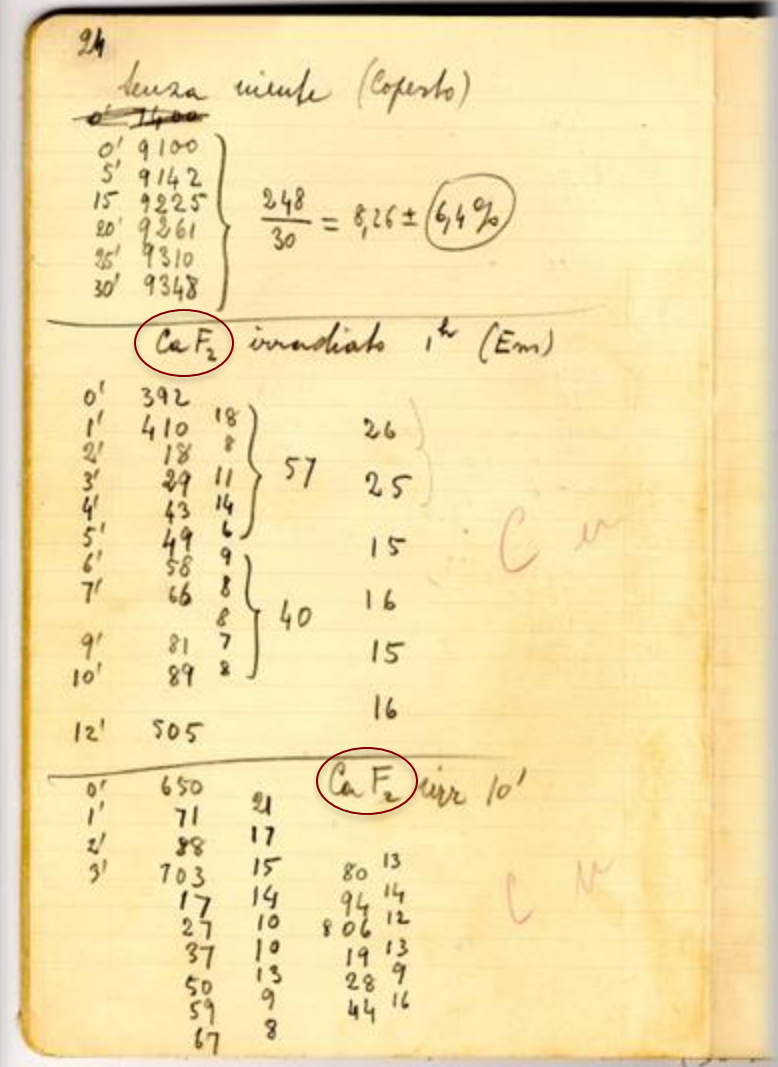 24
Senza niente (Coperto)
0' 9100
5' 9142
15 9225
20' 9261
25' 9310
30' 9348
248/30 = 8,26 ± 6,4%
CaF₂ irradiato 1ʰ (Em)
0' 392
1' 410 18
2' 18 8
3' 29 11
4' 43 14
5' 49 6
57
6' 58 9
7' 66 8
8
9' 81 7
10' 89 8
40
12' 505
26
25
15
16
15
16
0' 650
CaF₂ irr 10'
1' 71 21
2' 88 17
3' 703 15
17 14
27 10
37 10
50 13
59 9
67 8
80 13
94 14
806 12
19 13
28 9
44 16